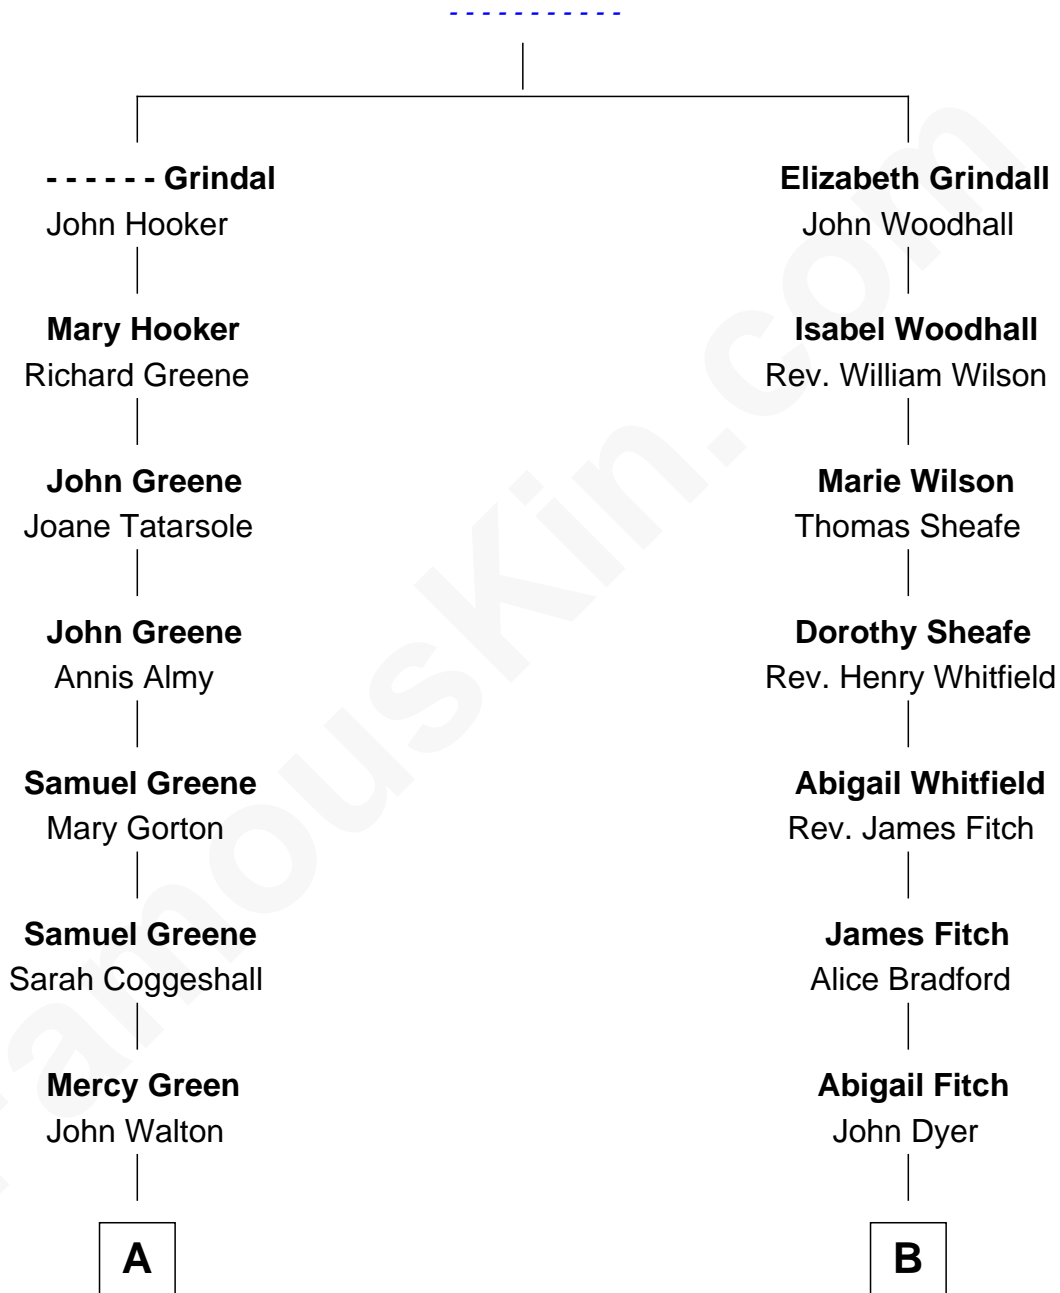 - - - - - - - - - - -
- - - - - - Grindal
John Hooker
Mary Hooker
Richard Greene
John Greene
Joane Tatarsole
John Greene
Annis Almy
Samuel Greene
Mary Gorton
Samuel Greene
Sarah Coggeshall
Mercy Green
John Walton
A
Elizabeth Grindall
John Woodhall
Isabel Woodhall
Rev. William Wilson
Marie Wilson
Thomas Sheafe
Dorothy Sheafe
Rev. Henry Whitfield
Abigail Whitfield
Rev. James Fitch
James Fitch
Alice Bradford
Abigail Fitch
John Dyer
B
FamousKin.com